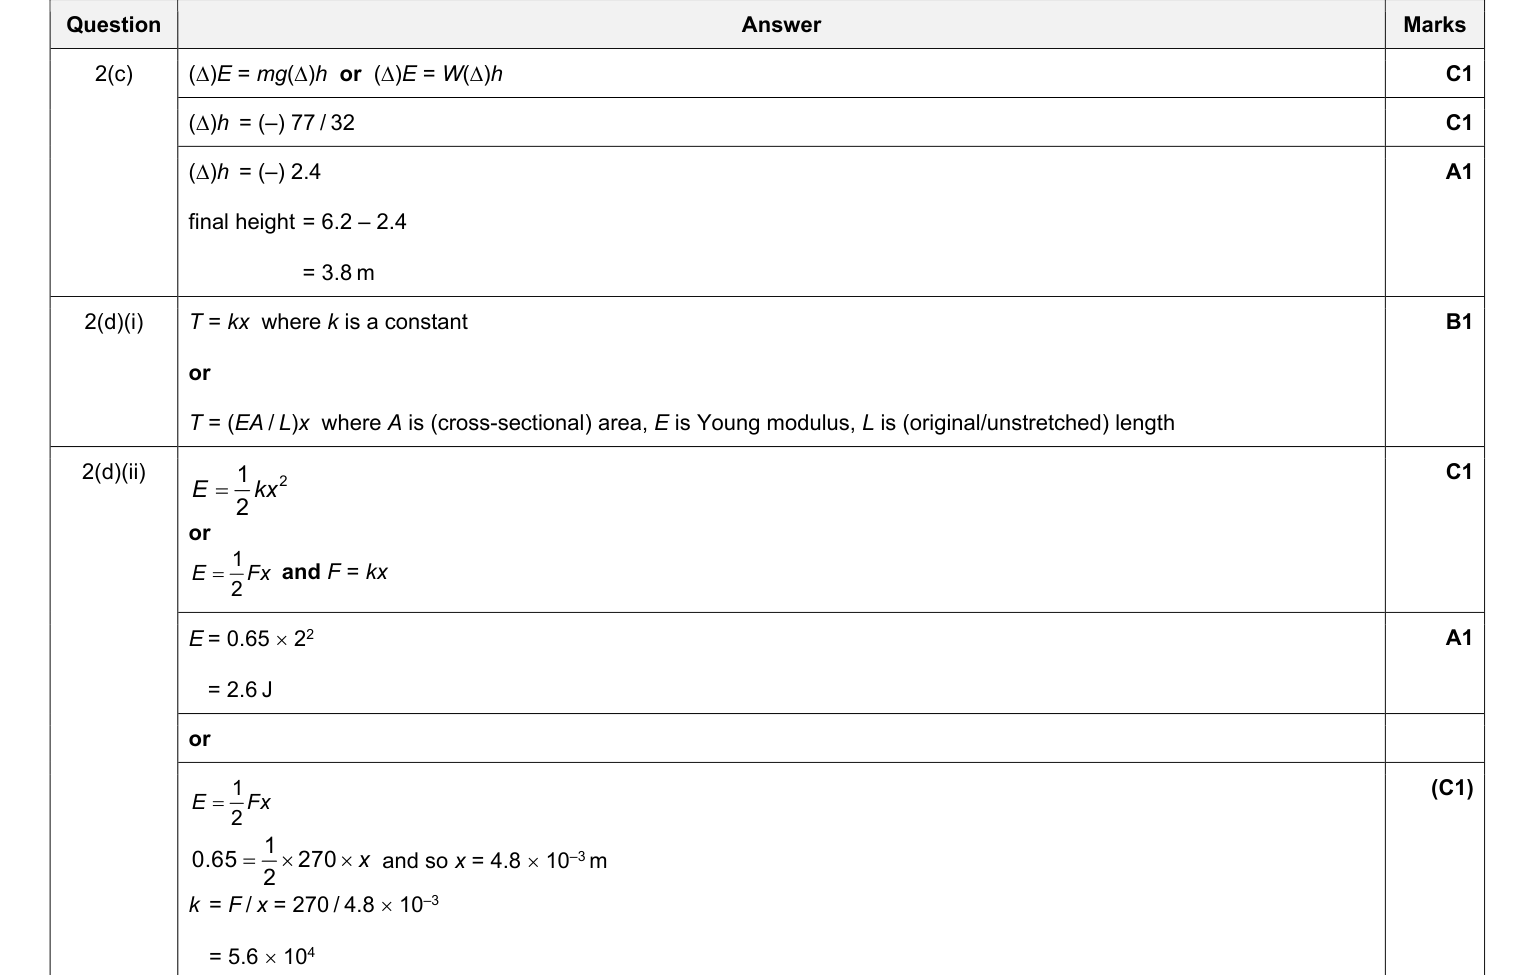 Question Answer Marks
2(c) (Δ)E = mg(Δ)h or (Δ)E = W(Δ)h C1
(Δ)h = (–) 77 / 32 C1
(Δ)h = (–) 2.4 A1
final height = 6.2 – 2.4
= 3.8 m
2(d)(i) T = kx where k is a constant B1
or
T = (EA / L)x where A is (cross-sectional) area, E is Young modulus, L is (original/unstretched) length
2(d)(ii) E = 1/2 kx² C1
or
E = 1/2 Fx and F = kx
E = 0.65 × 2² A1
= 2.6 J
or
E = 1/2 Fx (C1)
0.65 = 1/2 × 270 × x and so x = 4.8 × 10⁻³ m
k = F / x = 270 / 4.8 × 10⁻³
= 5.6 × 10⁴